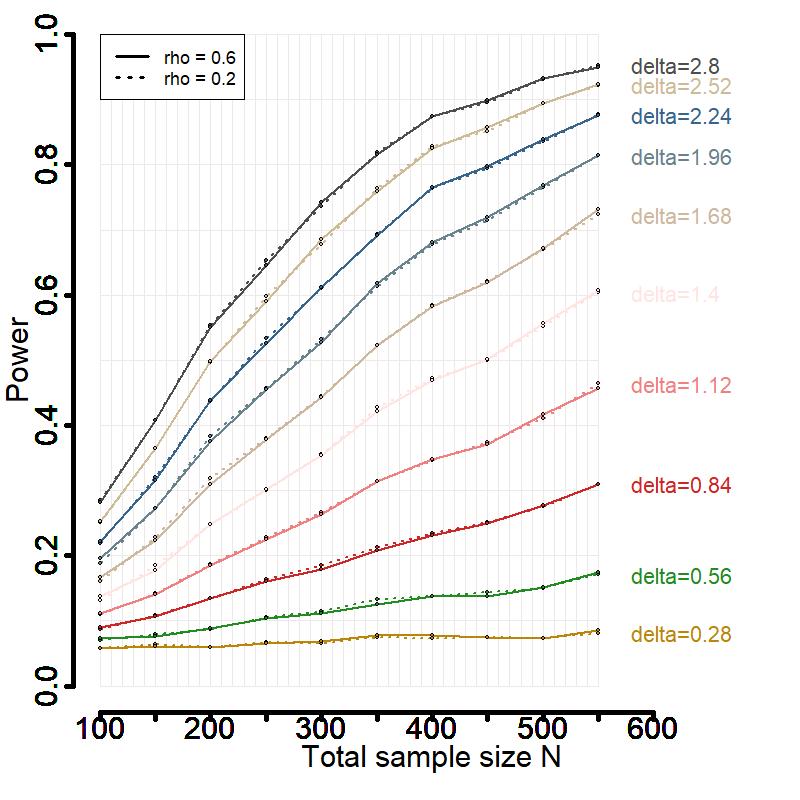 rho = 0.6
rho = 0.2
1.0
0.8
0.6
0.4
0.2
0.0
Power
delta=2.8
delta=2.52
delta=2.24
delta=1.96
delta=1.68
delta=1.4
delta=1.12
delta=0.84
delta=0.56
delta=0.28
100 200 300 400 500 600
Total sample size N